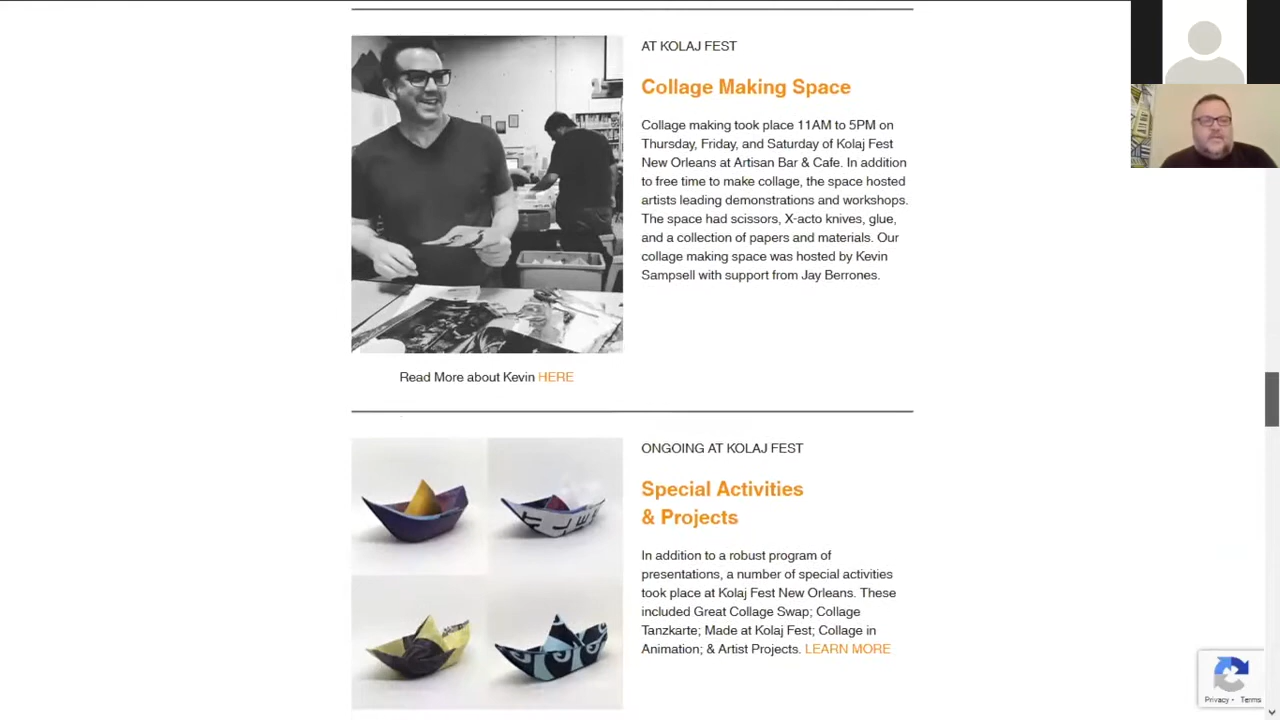 AT KOLAJ FEST
Collage Making Space
Collage making took place 11AM to 5PM on
Thursday, Friday, and Saturday of Kolaj Fest
New Orleans at Artisan Bar & Cafe. In addition
to free time to make collage, the space hosted
artists leading demonstrations and workshops.
The space had scissors, X-acto knives, glue,
and a collection of papers and materials. Our
collage making space was hosted by Kevin
Sampsell with support from Jay Berrones.
Read More about Kevin HERE
ONGOING AT KOLAJ FEST
Special Activities
& Projects
In addition to a robust program of
presentations, a number of special activities
took place at Kolaj Fest New Orleans. These
included Great Collage Swap; Collage
Tanzkarte; Made at Kolaj Fest; Collage in
Animation; & Artist Projects. LEARN MORE
Privacy - Terms